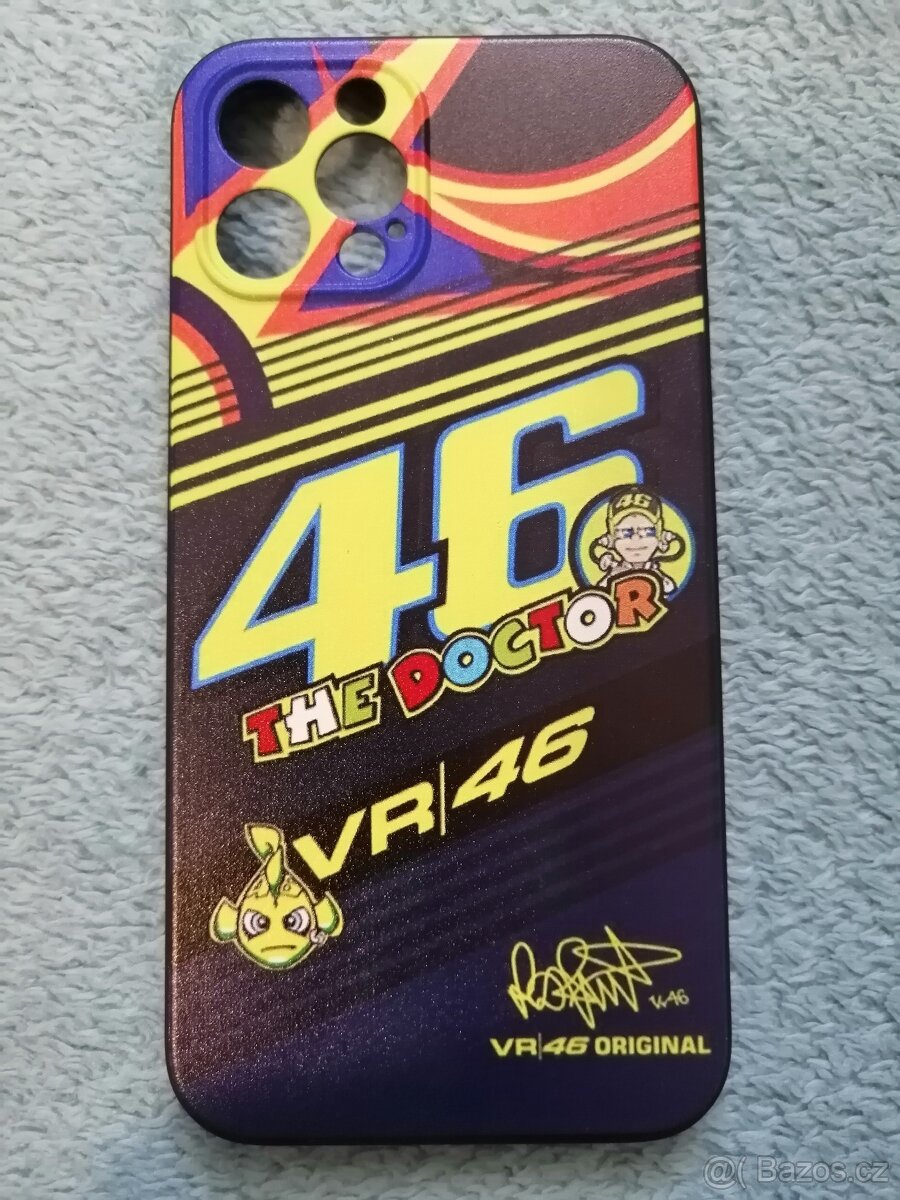 46
46
THE DOCTOR
VR|46
VR|46 ORIGINAL
@( Bazos.cz